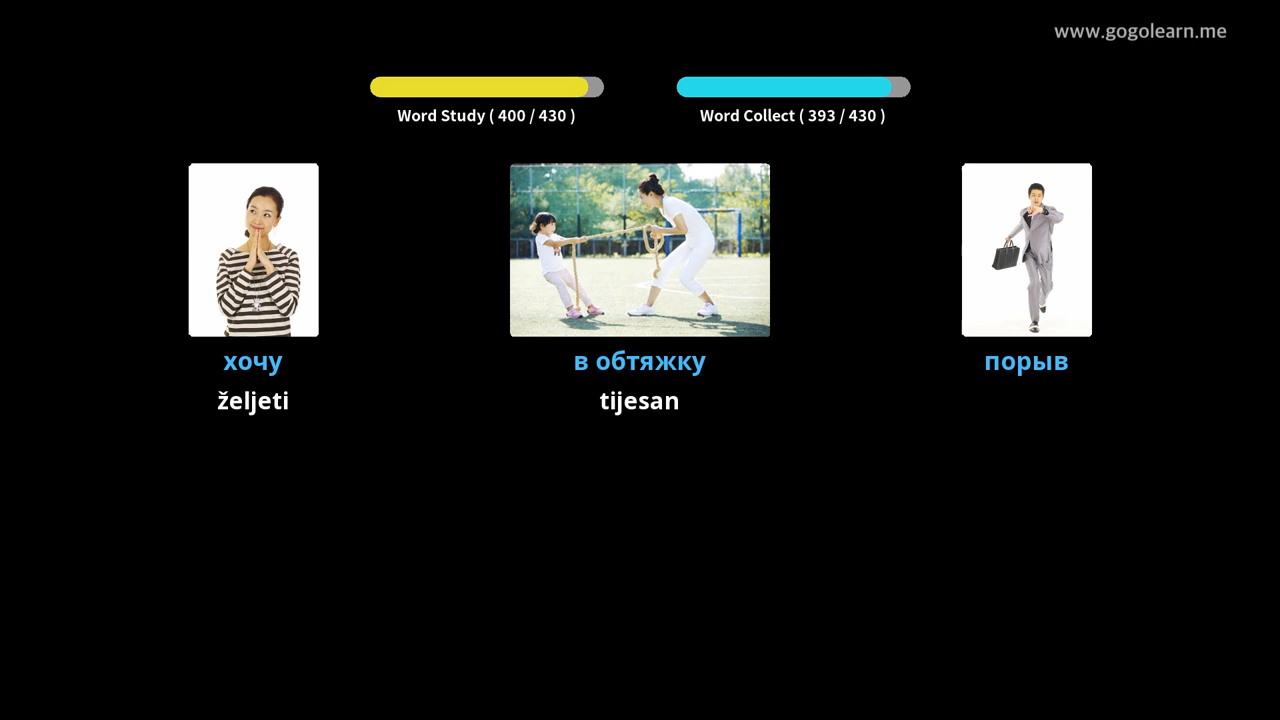 www.gogolearn.me
Word Study ( 400 / 430 )
Word Collect ( 393 / 430 )
хочу
željeti
в обтяжку
tijesan
порыв